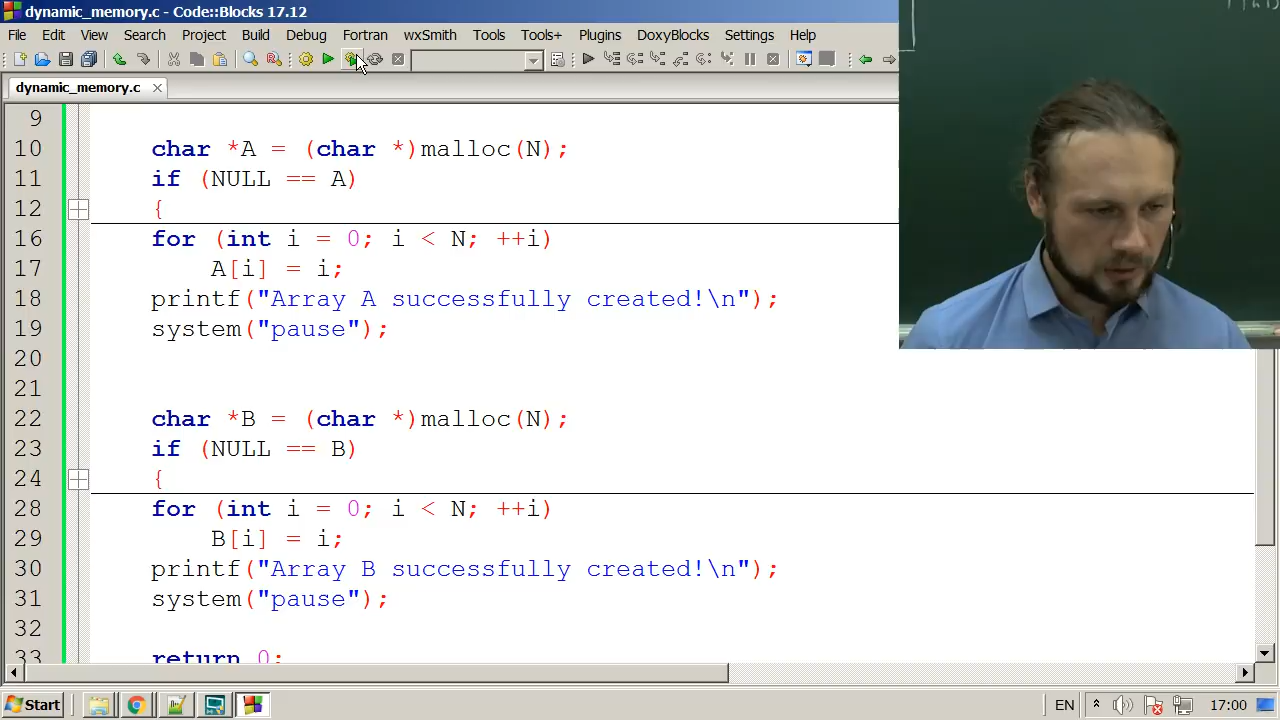 dynamic_memory.c - Code::Blocks 17.12
File Edit View Search Project Build Debug Fortran wxSmith Tools Tools+ Plugins DoxyBlocks Settings Help
dynamic_memory.c
9
10 char *A = (char *)malloc(N);
11 if (NULL == A)
12 {
16 for (int i = 0; i < N; ++i)
17 A[i] = i;
18 printf("Array A successfully created!\n");
19 system("pause");
20
21
22 char *B = (char *)malloc(N);
23 if (NULL == B)
24 {
28 for (int i = 0; i < N; ++i)
29 B[i] = i;
30 printf("Array B successfully created!\n");
31 system("pause");
32
33 return 0;
Start EN 17:00